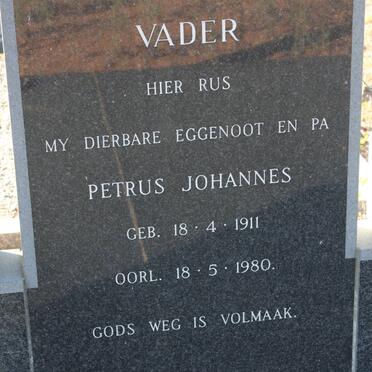 VADER
HIER RUS
MY DIERBARE EGGENOOT EN PA
PETRUS JOHANNES
GEB. 18·4·1911
OORL. 18·5·1980.
GODS WEG IS VOLMAAK.